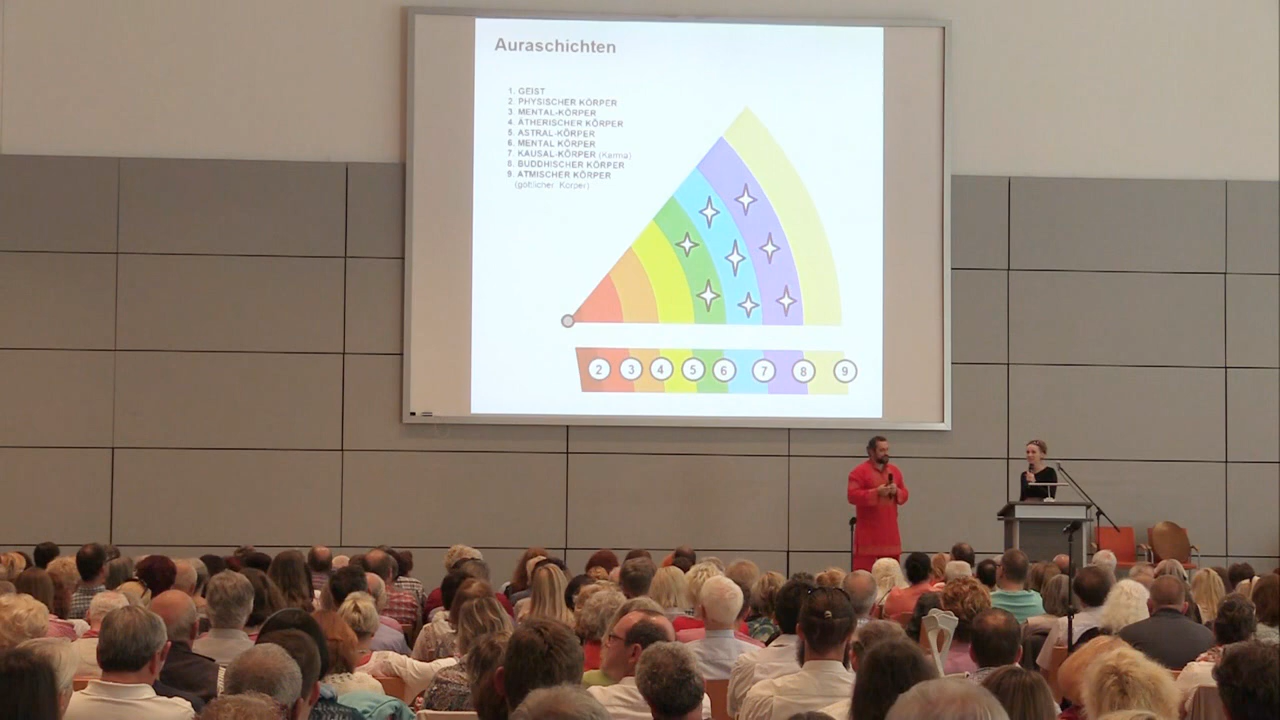 Auraschichten
1. GEIST
2. PHYSISCHER KÖRPER
3. MENTAL-KÖRPER
4. ÄTHERISCHER KÖRPER
5. ASTRAL-KÖRPER
6. MENTAL KÖRPER
7. KAUSAL-KÖRPER (Karma)
8. BUDDHISCHER KÖRPER
9. ATMISCHER KÖRPER
(göttlicher Körper)
2 3 4 5 6 7 8 9